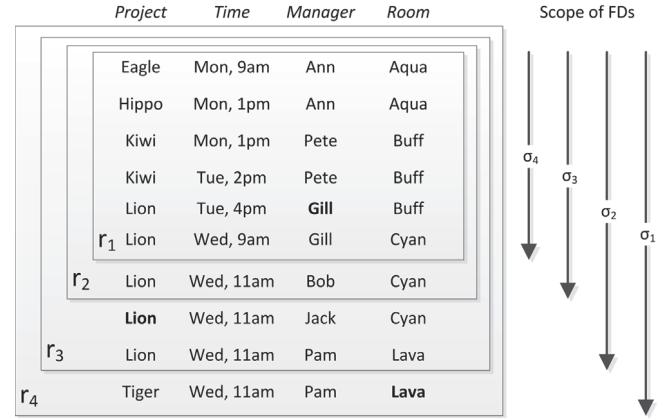 Project Time Manager Room Scope of FDs
Eagle Mon, 9am Ann Aqua
Hippo Mon, 1pm Ann Aqua
Kiwi Mon, 1pm Pete Buff
σ4
Kiwi Tue, 2pm Pete Buff
σ3
Lion Tue, 4pm Gill Buff
σ2
r1 Lion Wed, 9am Gill Cyan
σ1
r2 Lion Wed, 11am Bob Cyan
Lion Wed, 11am Jack Cyan
r3 Lion Wed, 11am Pam Lava
r4 Tiger Wed, 11am Pam Lava